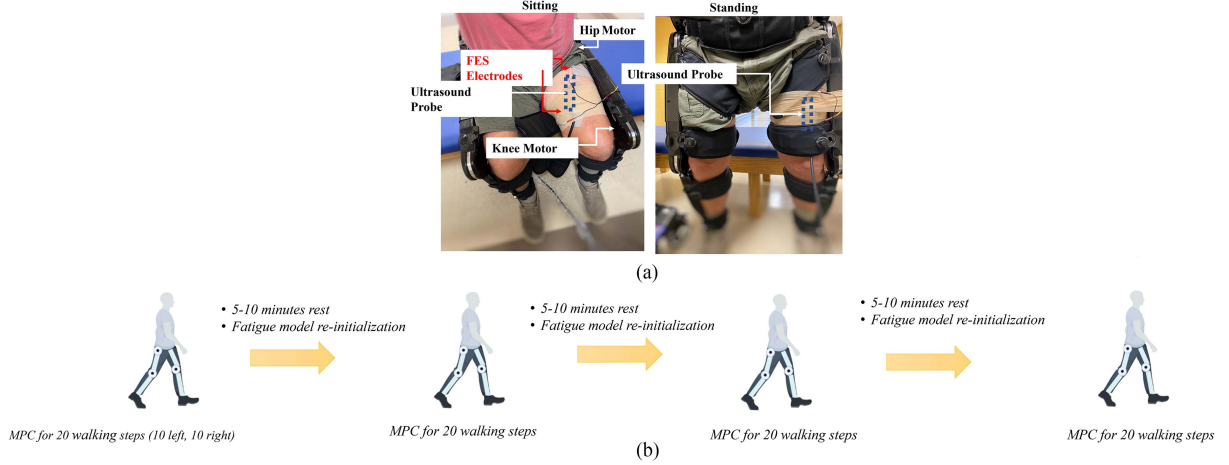 Sitting
Standing
Hip Motor
FES
Electrodes
Ultrasound Probe
Ultrasound
Probe
Knee Motor
(a)
• 5-10 minutes rest
• Fatigue model re-initialization
• 5-10 minutes rest
• Fatigue model re-initialization
• 5-10 minutes rest
• Fatigue model re-initialization
MPC for 20 walking steps (10 left, 10 right)
MPC for 20 walking steps
MPC for 20 walking steps
MPC for 20 walking steps
(b)